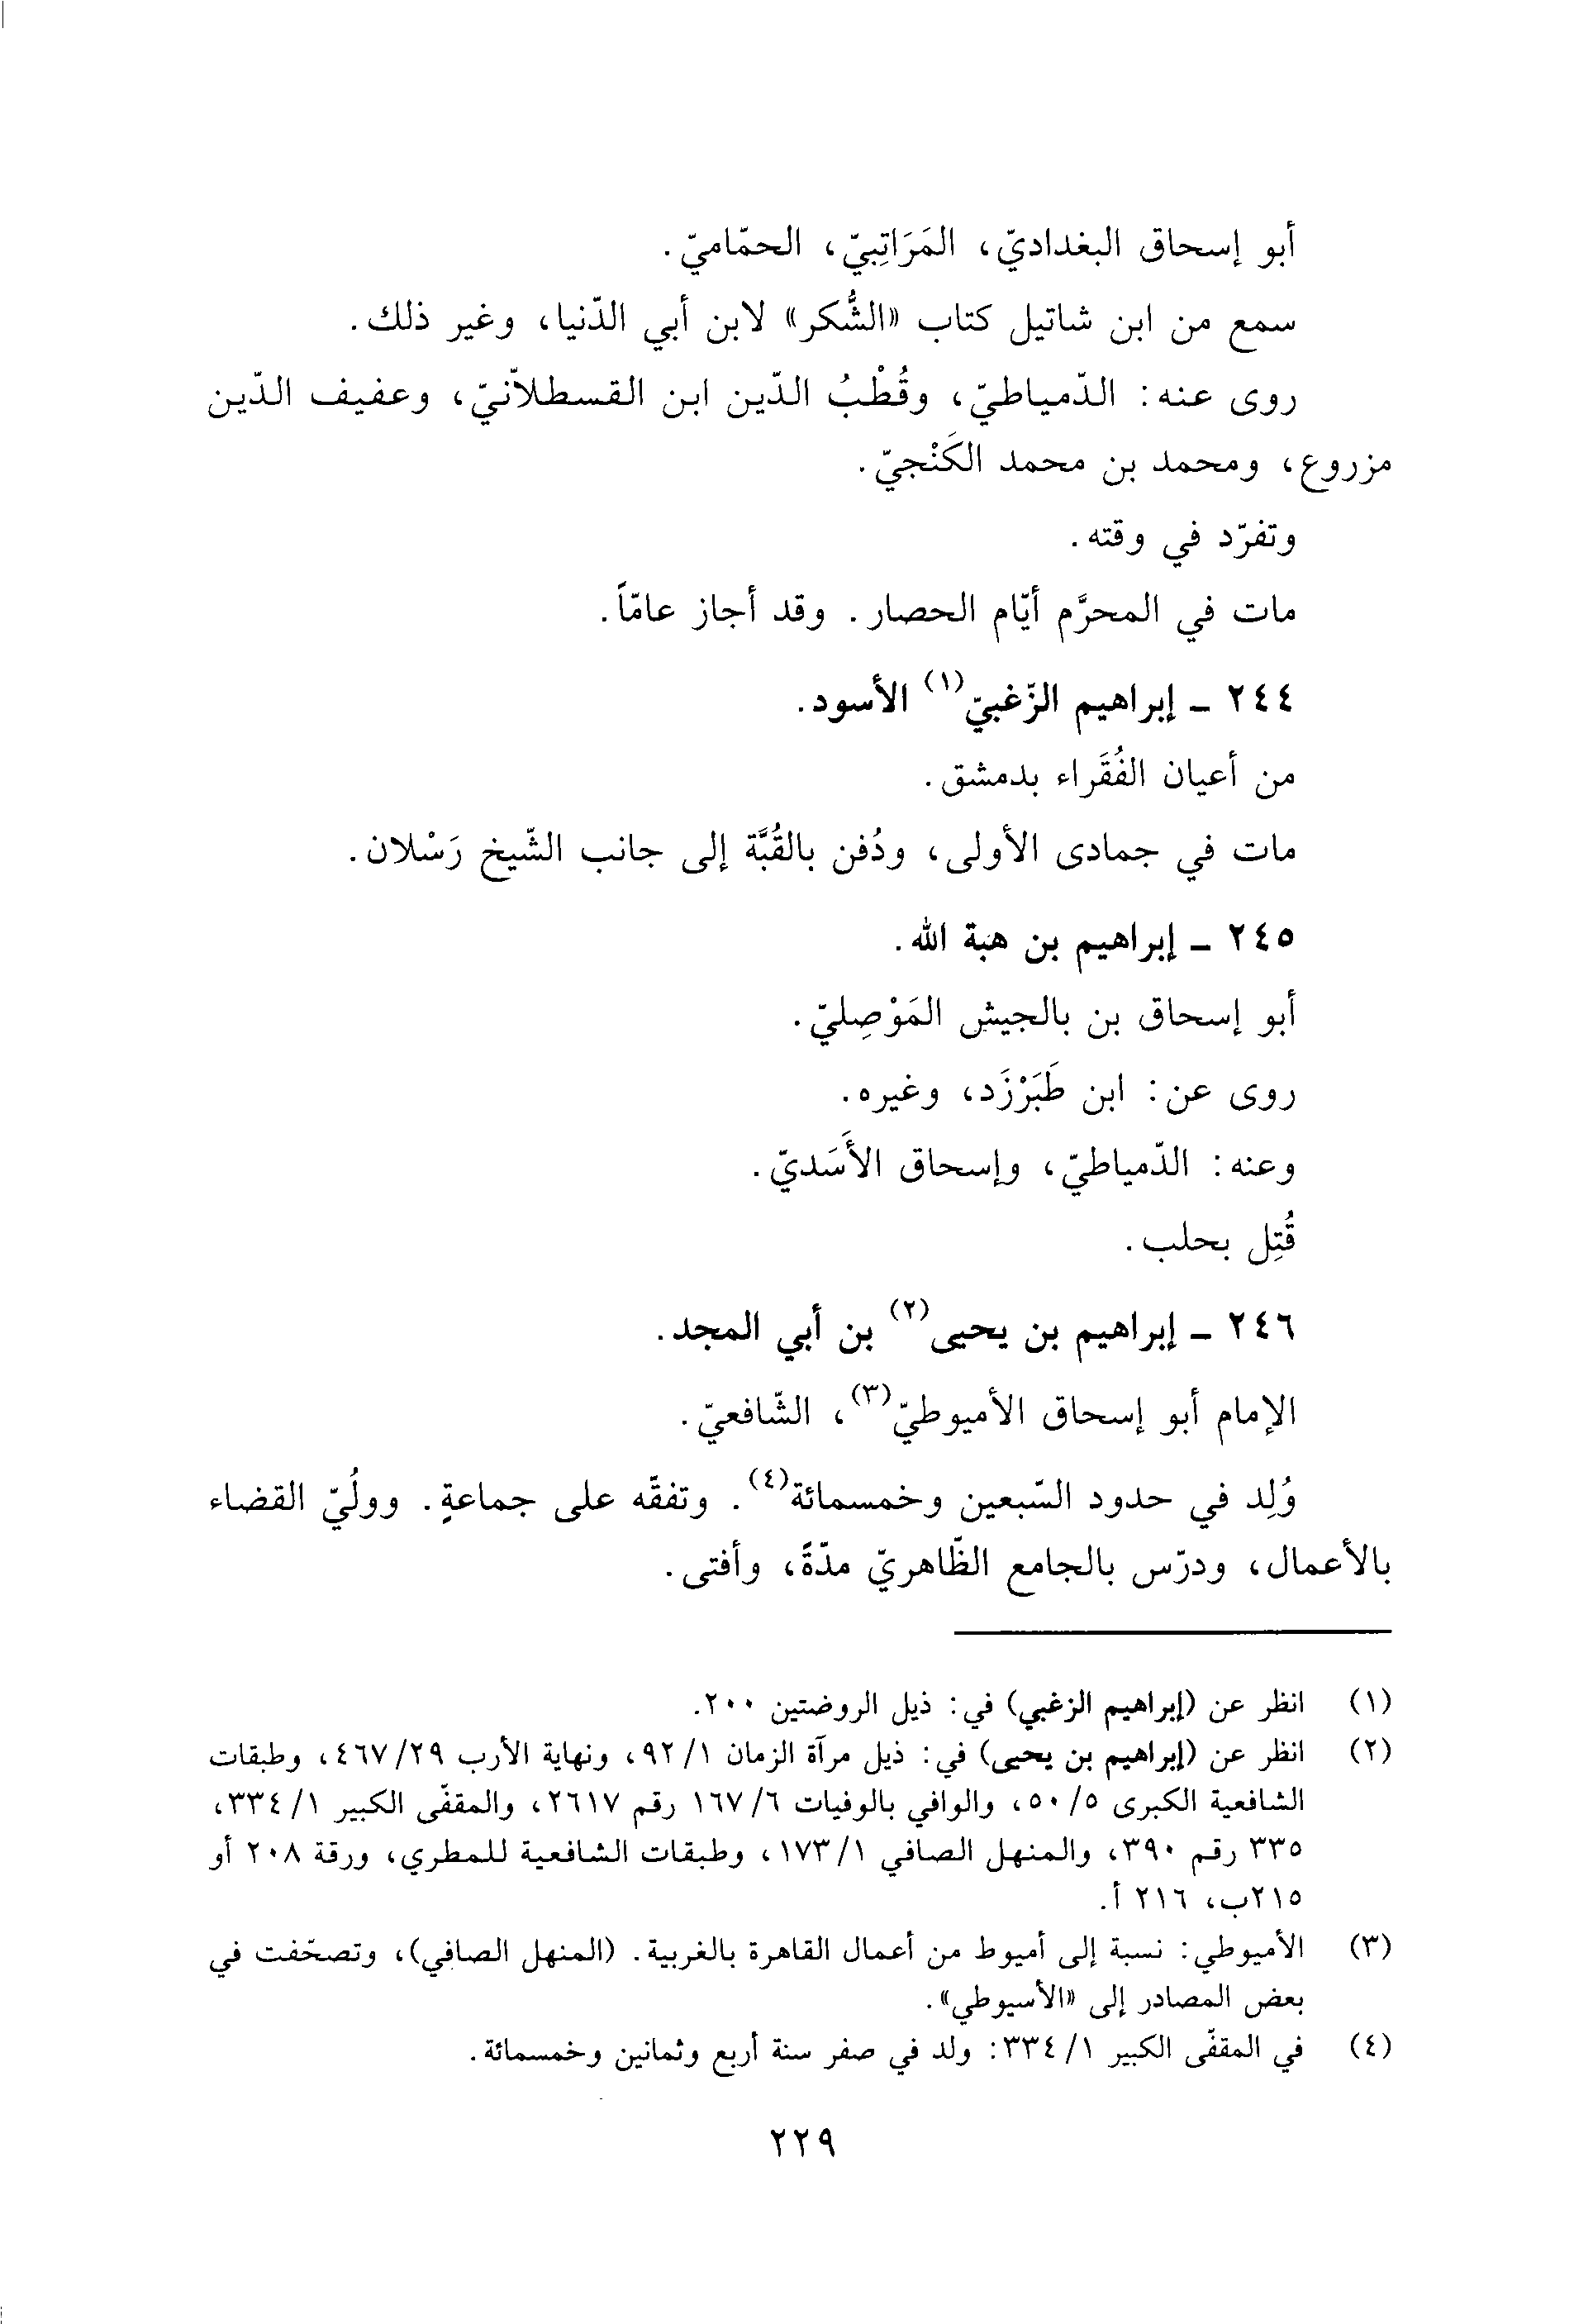 أبو إسحاق البغداديّ، المَرَاتِبيّ، الحمّاميّ.
سمع من ابن شاتيل كتاب «الشُّكر» لابن أبي الدّنيا، وغير ذلك.
روى عنه: الدّمياطيّ، وقُطْبُ الدّين ابن القسطلاّنيّ، وعفيف الدّين
مزروع، ومحمد بن محمد الكَنْجيّ.
وتفرّد في وقته.
مات في المحرَّم أيّام الحصار. وقد أجاز عامّاً.
٢٤٤ - إبراهيم الزّغبيّ(١) الأسود.
من أعيان الفُقَراء بدمشق.
مات في جمادى الأولى، ودُفن بالقُبَّة إلى جانب الشّيخ رَسْلان.
٢٤٥ - إبراهيم بن هبة الله.
أبو إسحاق بن بالجيش المَوْصِليّ.
روى عن: ابن طَبَرْزَد، وغيره.
وعنه: الدّمياطيّ، وإسحاق الأَسَديّ.
قُتِل بحلب.
٢٤٦ - إبراهيم بن يحيى(٢) بن أبي المجد.
الإمام أبو إسحاق الأميوطيّ(٣)، الشّافعيّ.
وُلِد في حدود السّبعين وخمسمائة(٤). وتفقّه على جماعةٍ. وولُيّ القضاء
بالأعمال، ودرّس بالجامع الظّاهريّ مدّةً، وأفتى.
(١) انظر عن (إبراهيم الزغبي) في: ذيل الروضتين ٢٠٠.
(٢) انظر عن (إبراهيم بن يحيى) في: ذيل مرآة الزمان ١/ ٩٢، ونهاية الأرب ٢٩/ ٤٦٧، وطبقات
الشافعية الكبرى ٥/ ٥٠، والوافي بالوفيات ٦/ ١٦٧ رقم ٢٦١٧، والمقفّى الكبير ١/ ٣٣٤،
٣٣٥ رقم ٣٩٠، والمنهل الصافي ١/ ١٧٣، وطبقات الشافعية للمطري، ورقة ٢٠٨ أو
٢١٥ب، ٢١٦ أ.
(٣) الأميوطي: نسبة إلى أميوط من أعمال القاهرة بالغربية. (المنهل الصافي)، وتصحّفت في
بعض المصادر إلى «الأسيوطي».
(٤) في المقفّى الكبير ١/ ٣٣٤: ولد في صفر سنة أربع وثمانين وخمسمائة.
٢٢٩